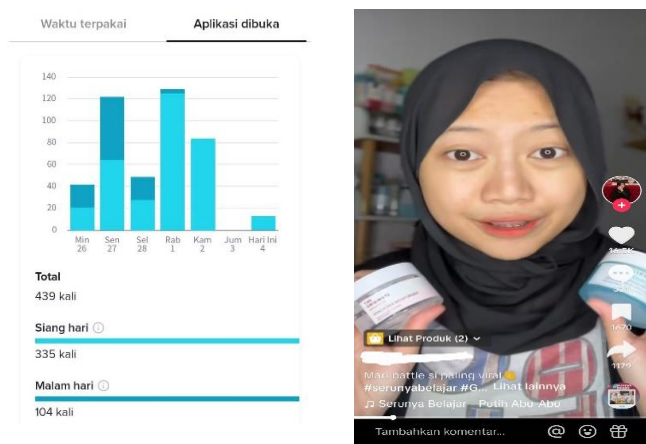 Waktu terpakai
Aplikasi dibuka
140
120
100
80
60
40
20
0
Min Sen Sel Rab Kam Jum Hari Ini
26 27 28 1 2 3 4
Total
439 kali
Siang hari
335 kali
Malam hari
104 kali
Lihat Produk (2)
Mari battle si paling viral
#serunyabelajar #G... Lihat lainnya
Serunya Belajar - Putih Abu-Abu
1670
1179
Tambahkan komentar...